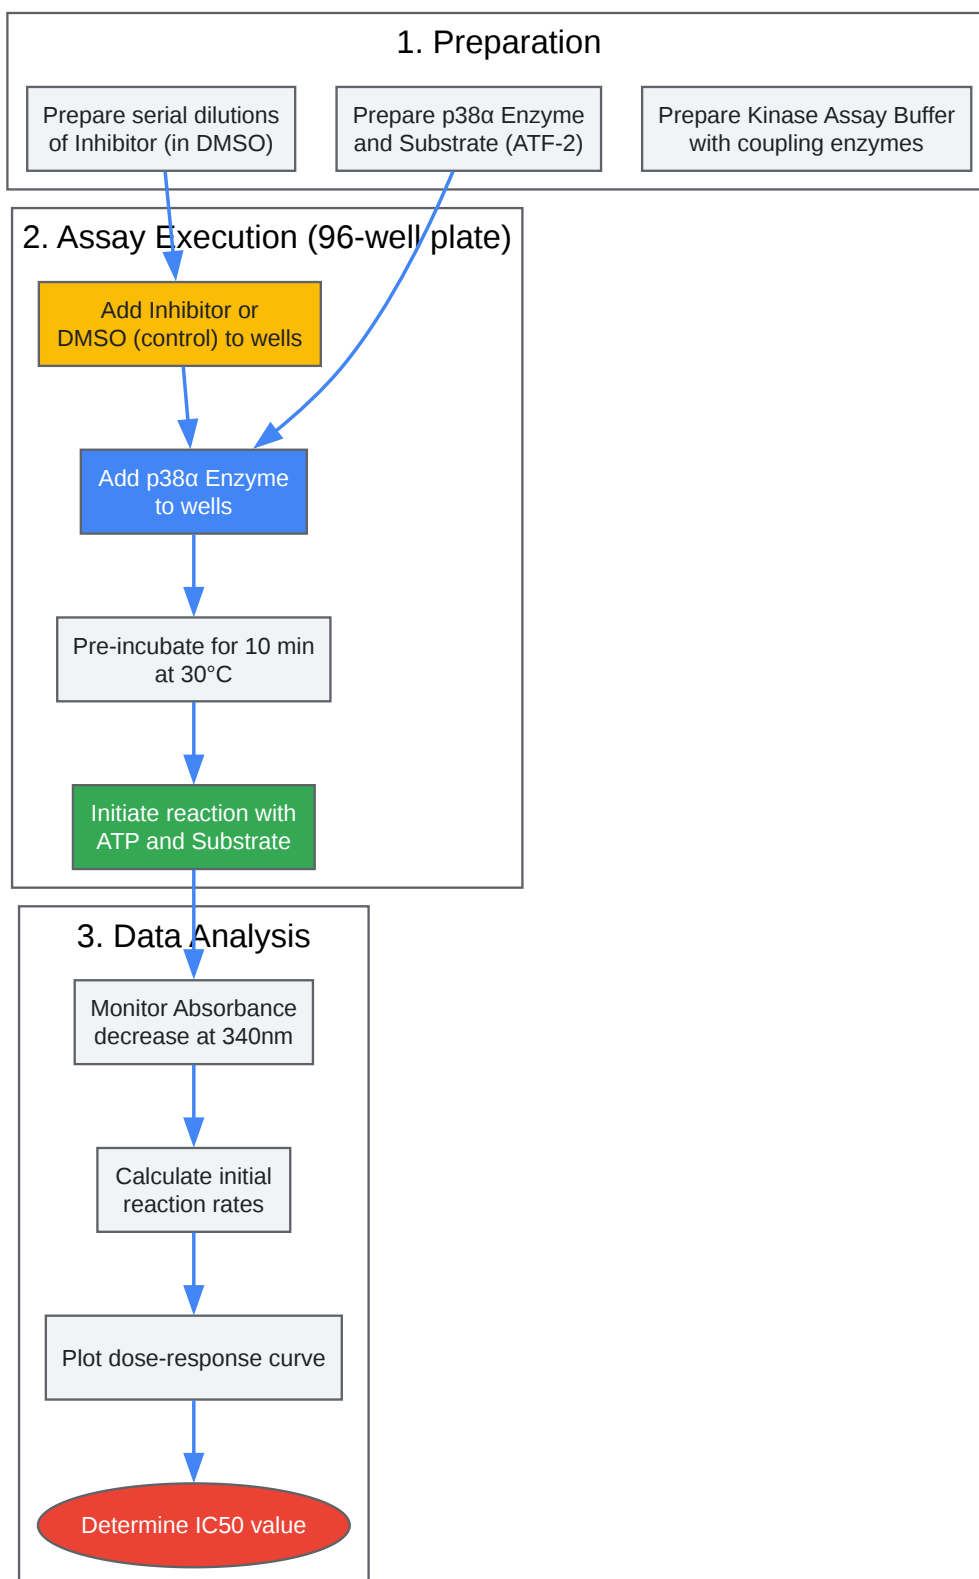 1. Preparation
Prepare serial dilutions
of Inhibitor (in DMSO)
Prepare p38α Enzyme
and Substrate (ATF-2)
Prepare Kinase Assay Buffer
with coupling enzymes
2. Assay Execution (96-well plate)
Add Inhibitor or
DMSO (control) to wells
Add p38α Enzyme
to wells
Pre-incubate for 10 min
at 30°C
Initiate reaction with
ATP and Substrate
3. Data Analysis
Monitor Absorbance
decrease at 340nm
Calculate initial
reaction rates
Plot dose-response curve
Determine IC50 value